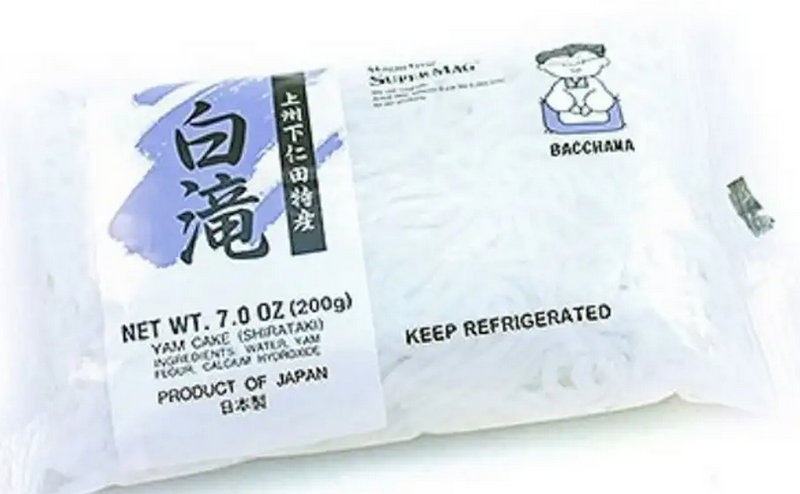 白滝
上州下仁田特産
NET WT. 7.0 OZ (200g)
YAM CAKE (SHIRATAKI)
INGREDIENTS: WATER, YAM
FLOUR, CALCIUM HYDROXIDE
PRODUCT OF JAPAN
日本製
SUPERMAG
BACCHAMA
KEEP REFRIGERATED